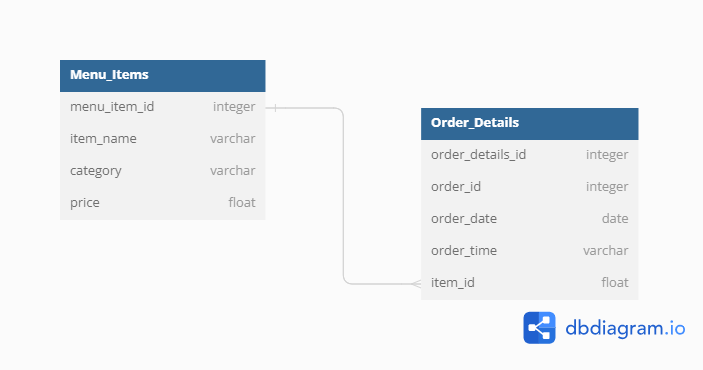 Menu_Items
menu_item_id integer
item_name varchar
category varchar
price float
Order_Details
order_details_id integer
order_id integer
order_date date
order_time varchar
item_id float
dbdiagram.io